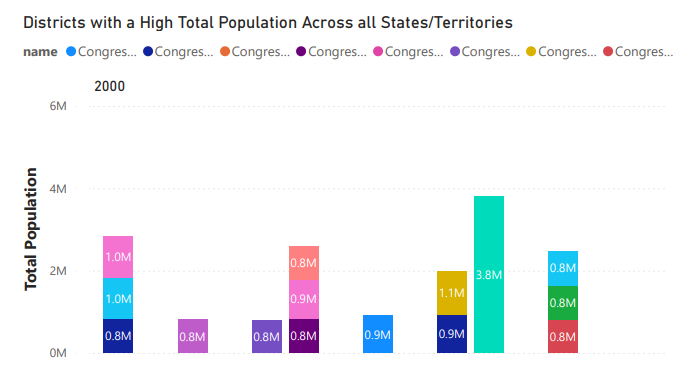 Districts with a High Total Population Across all States/Territories
name Congres... Congres... Congres... Congres... Congres... Congres... Congres... Congres...
2000
6M
4M
2M
0M
Total Population
1.0M
1.0M
0.8M
0.8M
0.8M
0.8M
0.9M
0.8M
0.9M
1.1M
0.9M
3.8M
0.8M
0.8M
0.8M